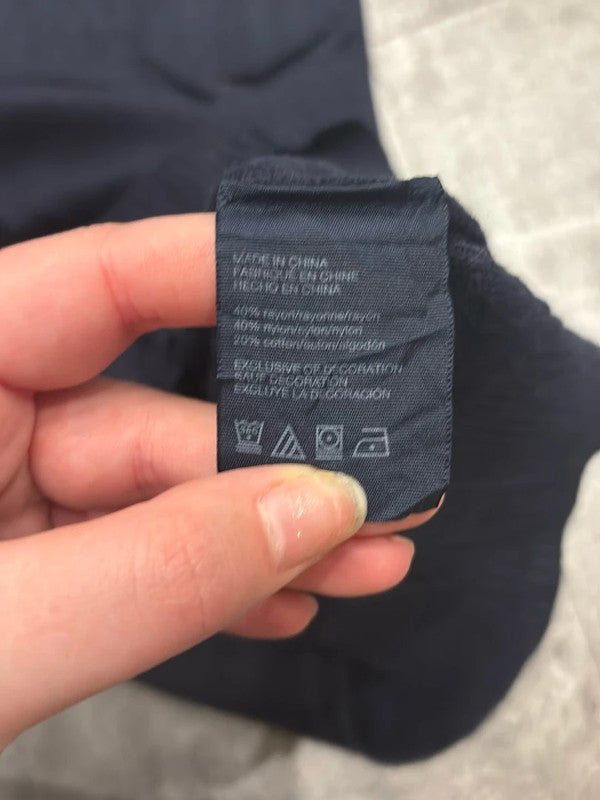 MADE IN CHINA
FABRIQUÉ EN CHINE
HECHO EN CHINA
40% rayon/rayonne/rayón
40% nylon/nylon/nylon
20% cotton/coton/algodón
EXCLUSIVE OF DECORATION
SAUF DÉCORATION
EXCLUYE LA DECORACIÓN